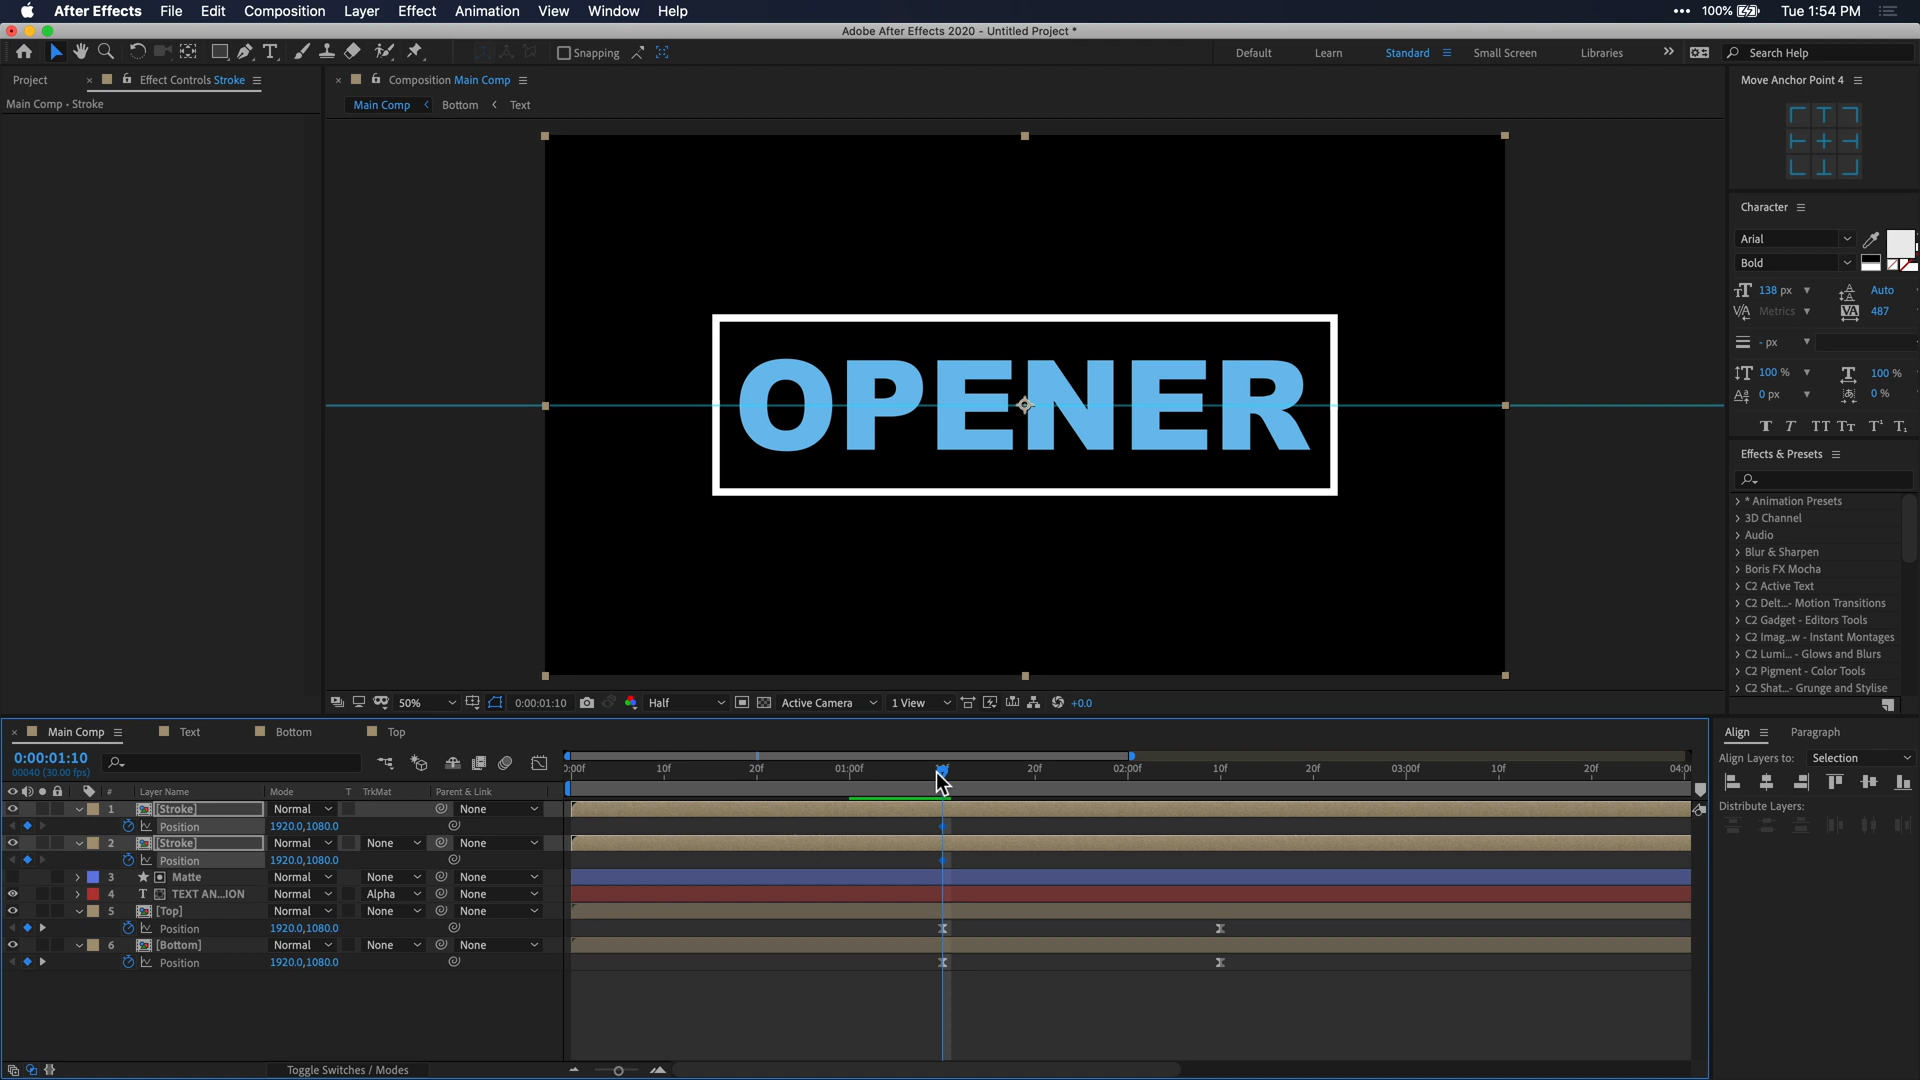 After Effects File Edit Composition Layer Effect Animation View Window Help
100% Tue 1:54 PM
Adobe After Effects 2020 - Untitled Project *
Snapping
Default Learn Standard Small Screen Libraries Search Help
Project
Effect Controls Stroke
Main Comp • Stroke
Composition Main Comp
Main Comp Bottom Text
OPENER
50% 0:00:01:10 Half Active Camera 1 View +0.0
Move Anchor Point 4
Character
Arial
Bold
138 px Auto
Metrics 487
- px
100 % 100 %
0 px 0 %
Effects & Presets
* Animation Presets
3D Channel
Audio
Blur & Sharpen
Boris FX Mocha
C2 Active Text
C2 Delt...- Motion Transitions
C2 Gadget - Editors Tools
C2 Imag...w - Instant Montages
C2 Lumi... - Glows and Blurs
C2 Pigment - Color Tools
C2 Shat...- Grunge and Stylise
Main Comp Text Bottom Top
0:00:01:10
00040 (30.00 fps)
# Layer Name Mode T TrkMat Parent & Link
1 [Stroke] Normal None
Position 1920.0,1080.0
2 [Stroke] Normal None None
Position 1920.0,1080.0
3 Matte Normal None None
4 TEXT AN...ION Normal Alpha None
5 [Top] Normal None None
Position 1920.0,1080.0
6 [Bottom] Normal None None
Position 1920.0,1080.0
Toggle Switches / Modes
10f 20f 01:00f 20f 02:00f 10f 20f 03:00f 10f 20f
Align Paragraph
Align Layers to: Selection
Distribute Layers: